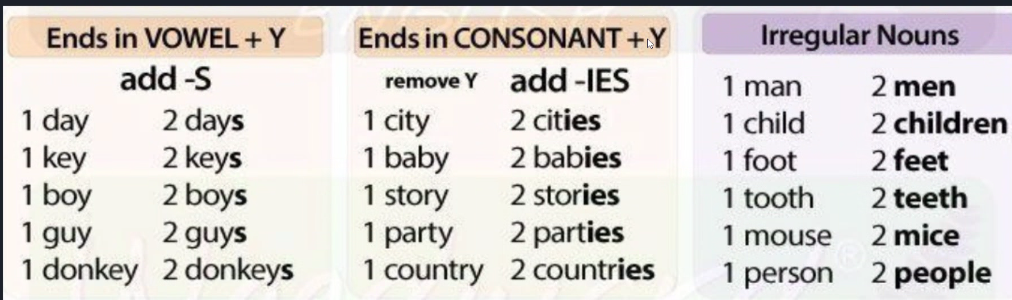 Ends in VOWEL + Y
add -S
1 day 2 days
1 key 2 keys
1 boy 2 boys
1 guy 2 guys
1 donkey 2 donkeys
Ends in CONSONANT + Y
remove Y add -IES
1 city 2 cities
1 baby 2 babies
1 story 2 stories
1 party 2 parties
1 country 2 countries
Irregular Nouns
1 man 2 men
1 child 2 children
1 foot 2 feet
1 tooth 2 teeth
1 mouse 2 mice
1 person 2 people